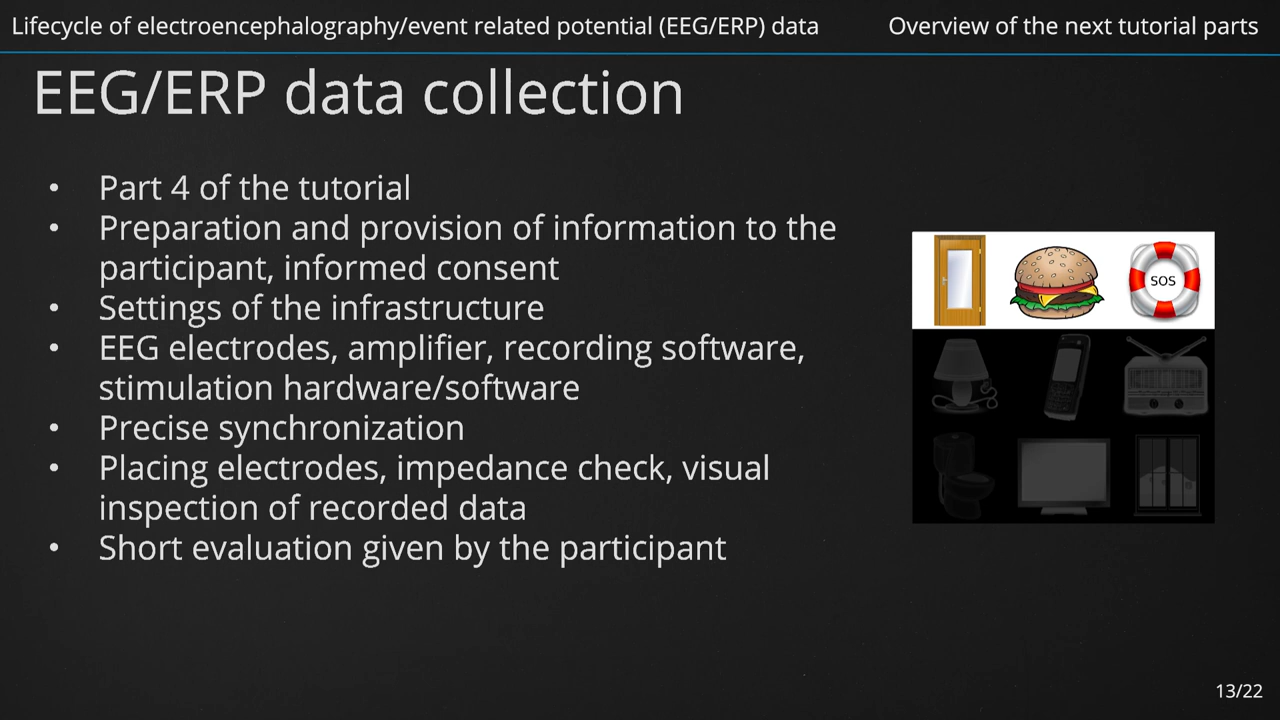 Lifecycle of electroencephalography/event related potential (EEG/ERP) data
Overview of the next tutorial parts
EEG/ERP data collection
• Part 4 of the tutorial
• Preparation and provision of information to the
participant, informed consent
• Settings of the infrastructure
• EEG electrodes, amplifier, recording software,
stimulation hardware/software
• Precise synchronization
• Placing electrodes, impedance check, visual
inspection of recorded data
• Short evaluation given by the participant
SOS
13/22